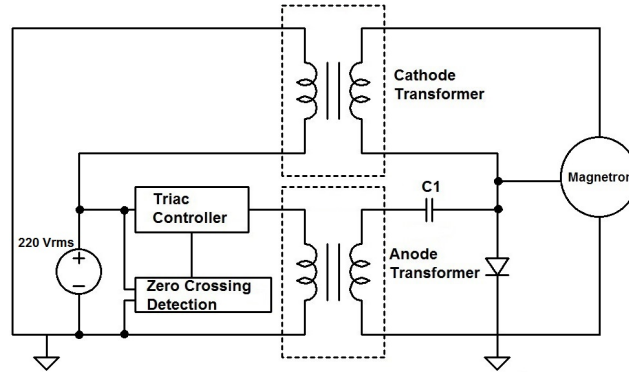 Cathode
Transformer
Magnetron
C1
Triac
Controller
220 Vrms
+
−
Zero Crossing
Detection
Anode
Transformer